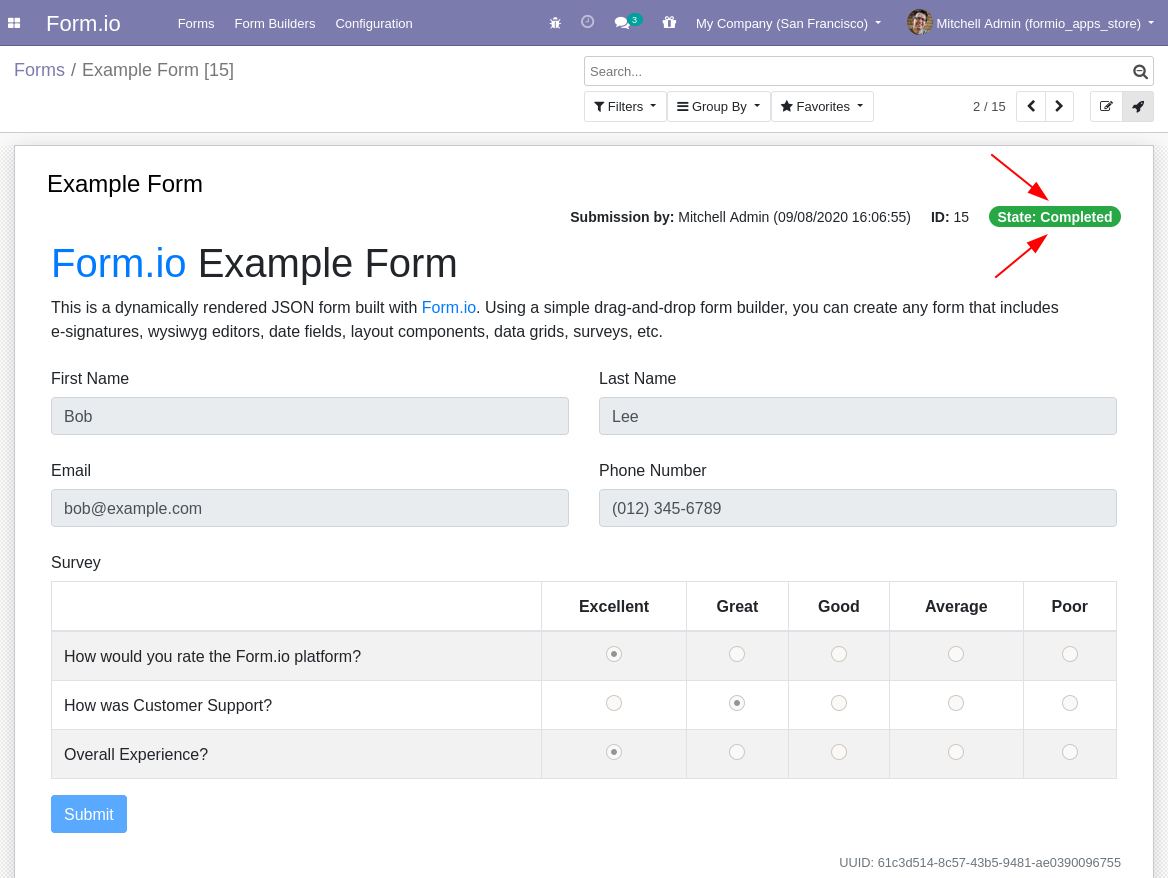 Form.io Forms Form Builders Configuration 3 My Company (San Francisco) Mitchell Admin (formio_apps_store)
Forms / Example Form [15]
Search...
Filters Group By Favorites 2 / 15
Example Form
Submission by: Mitchell Admin (09/08/2020 16:06:55) ID: 15 State: Completed
Form.io Example Form
This is a dynamically rendered JSON form built with Form.io. Using a simple drag-and-drop form builder, you can create any form that includes
e-signatures, wysiwyg editors, date fields, layout components, data grids, surveys, etc.
First Name Last Name
Bob Lee
Email Phone Number
bob@example.com (012) 345-6789
Survey
Excellent Great Good Average Poor
How would you rate the Form.io platform?
How was Customer Support?
Overall Experience?
Submit
UUID: 61c3d514-8c57-43b5-9481-ae0390096755